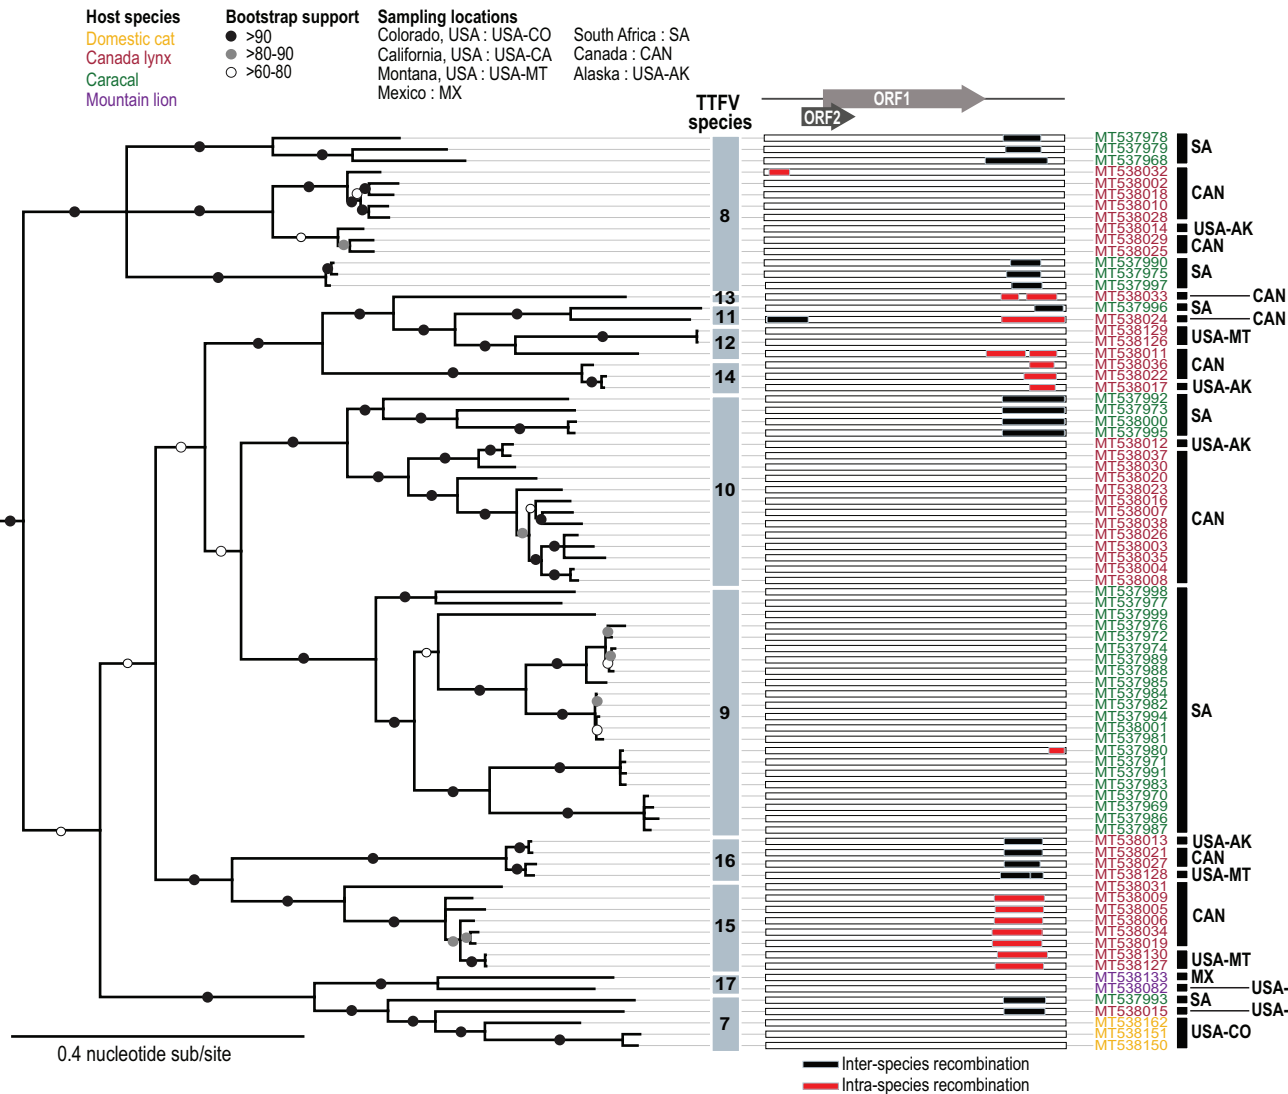 Host species
Domestic cat
Canada lynx
Caracal
Mountain lion
Bootstrap support
>90
>80-90
>60-80
Sampling locations
Colorado, USA : USA-CO
California, USA : USA-CA
Montana, USA : USA-MT
Mexico : MX
South Africa : SA
Canada : CAN
Alaska : USA-AK
TTFV
species
ORF1
ORF2
8
13
11
12
14
10
9
16
15
17
7
MT537978
MT537979
MT537968
MT538032
MT538002
MT538018
MT538010
MT538028
MT538014
MT538029
MT538025
MT537990
MT537975
MT537997
MT538033
MT537996
MT538024
MT538129
MT538126
MT538011
MT538036
MT538022
MT538017
MT537992
MT537973
MT538000
MT537995
MT538012
MT538037
MT538030
MT538020
MT538023
MT538016
MT538007
MT538038
MT538026
MT538003
MT538035
MT538004
MT538008
MT537998
MT537977
MT537999
MT537976
MT537972
MT537974
MT537989
MT537988
MT537985
MT537984
MT537982
MT537994
MT538001
MT537981
MT537980
MT537971
MT537991
MT537983
MT537970
MT537969
MT537986
MT537987
MT538013
MT538021
MT538027
MT538128
MT538031
MT538009
MT538005
MT538006
MT538034
MT538019
MT538130
MT538127
MT538133
MT538082
MT537993
MT538015
MT538162
MT538151
MT538150
SA
CAN
USA-AK
CAN
SA
CAN
SA
CAN
USA-MT
CAN
USA-AK
SA
USA-AK
CAN
SA
USA-AK
CAN
USA-MT
CAN
USA-MT
MX
USA-
SA
USA-
USA-CO
0.4 nucleotide sub/site
Inter-species recombination
Intra-species recombination